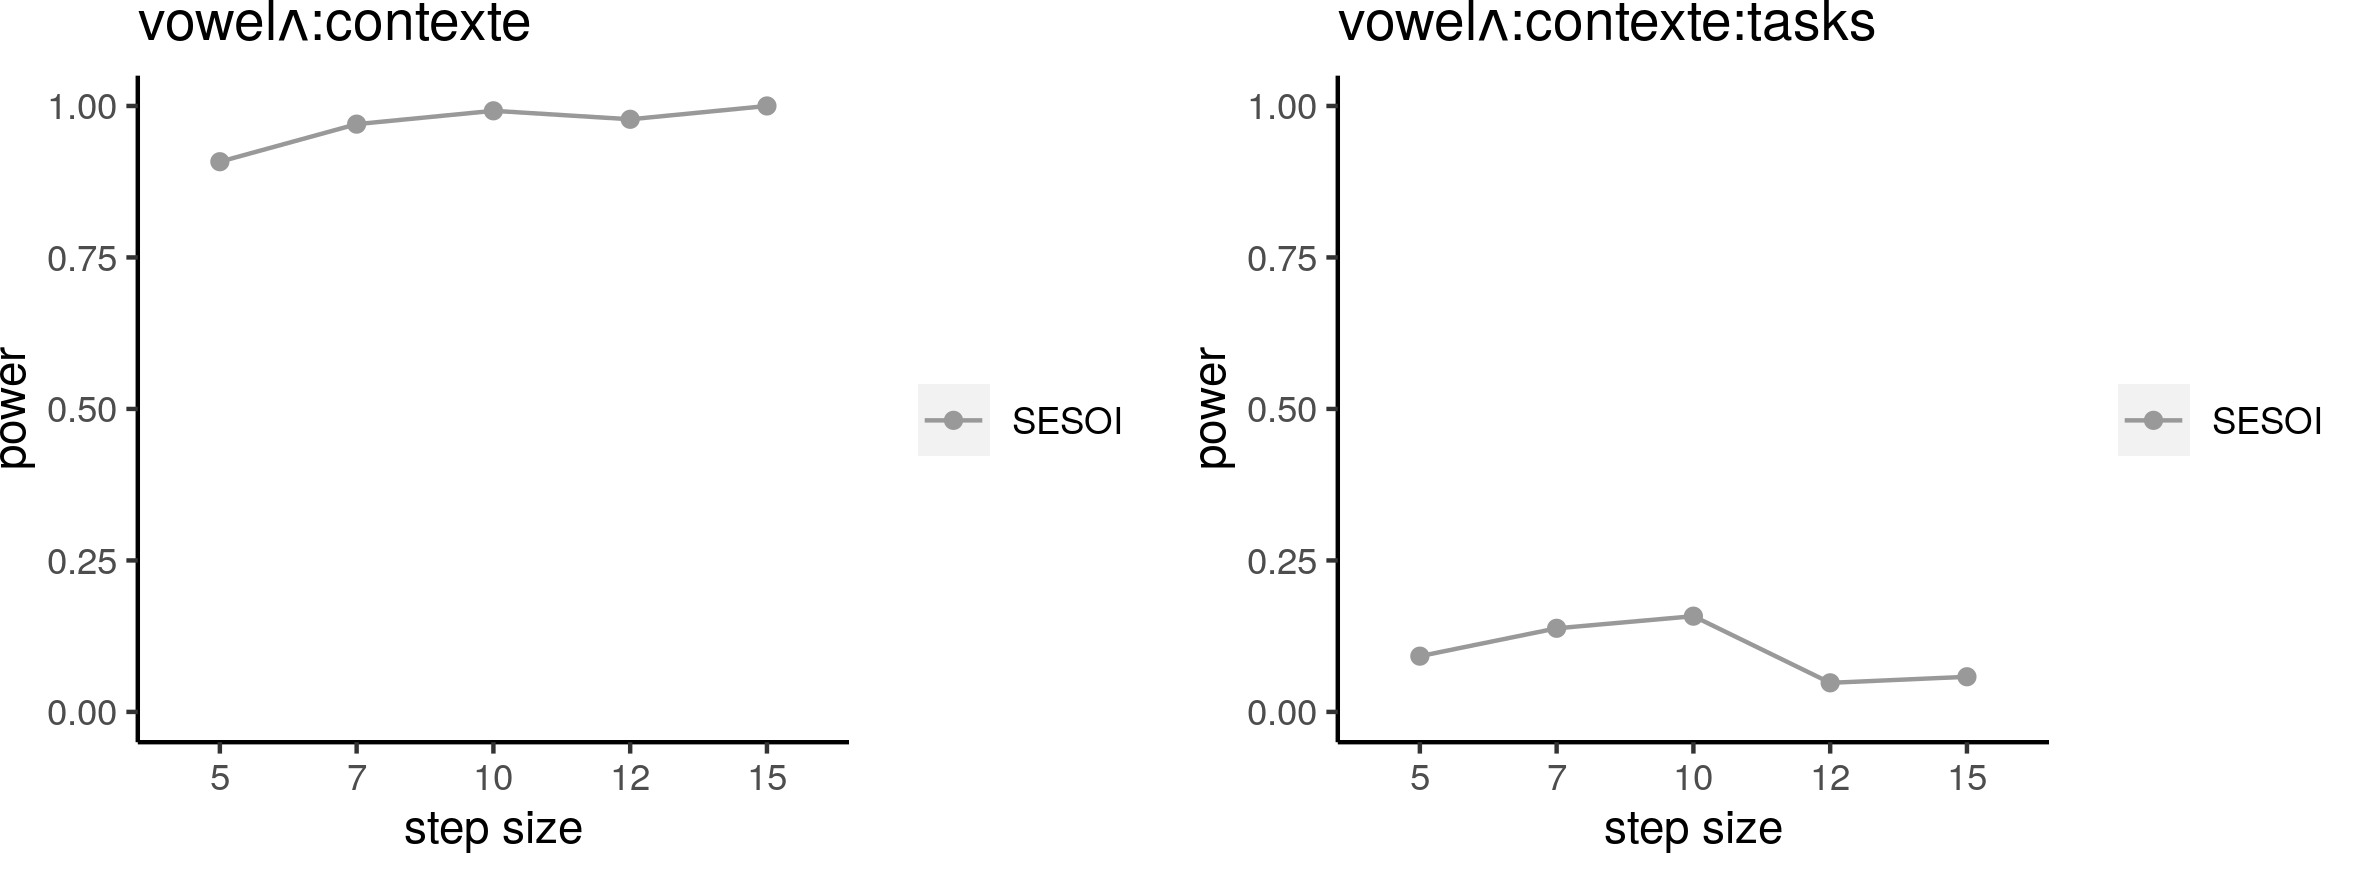 vowelʌ:contexte
1.00
0.75
0.50
0.25
0.00
power
5 7 10 12 15
step size
SESOI
vowelʌ:contexte:tasks
1.00
0.75
0.50
0.25
0.00
power
5 7 10 12 15
step size
SESOI